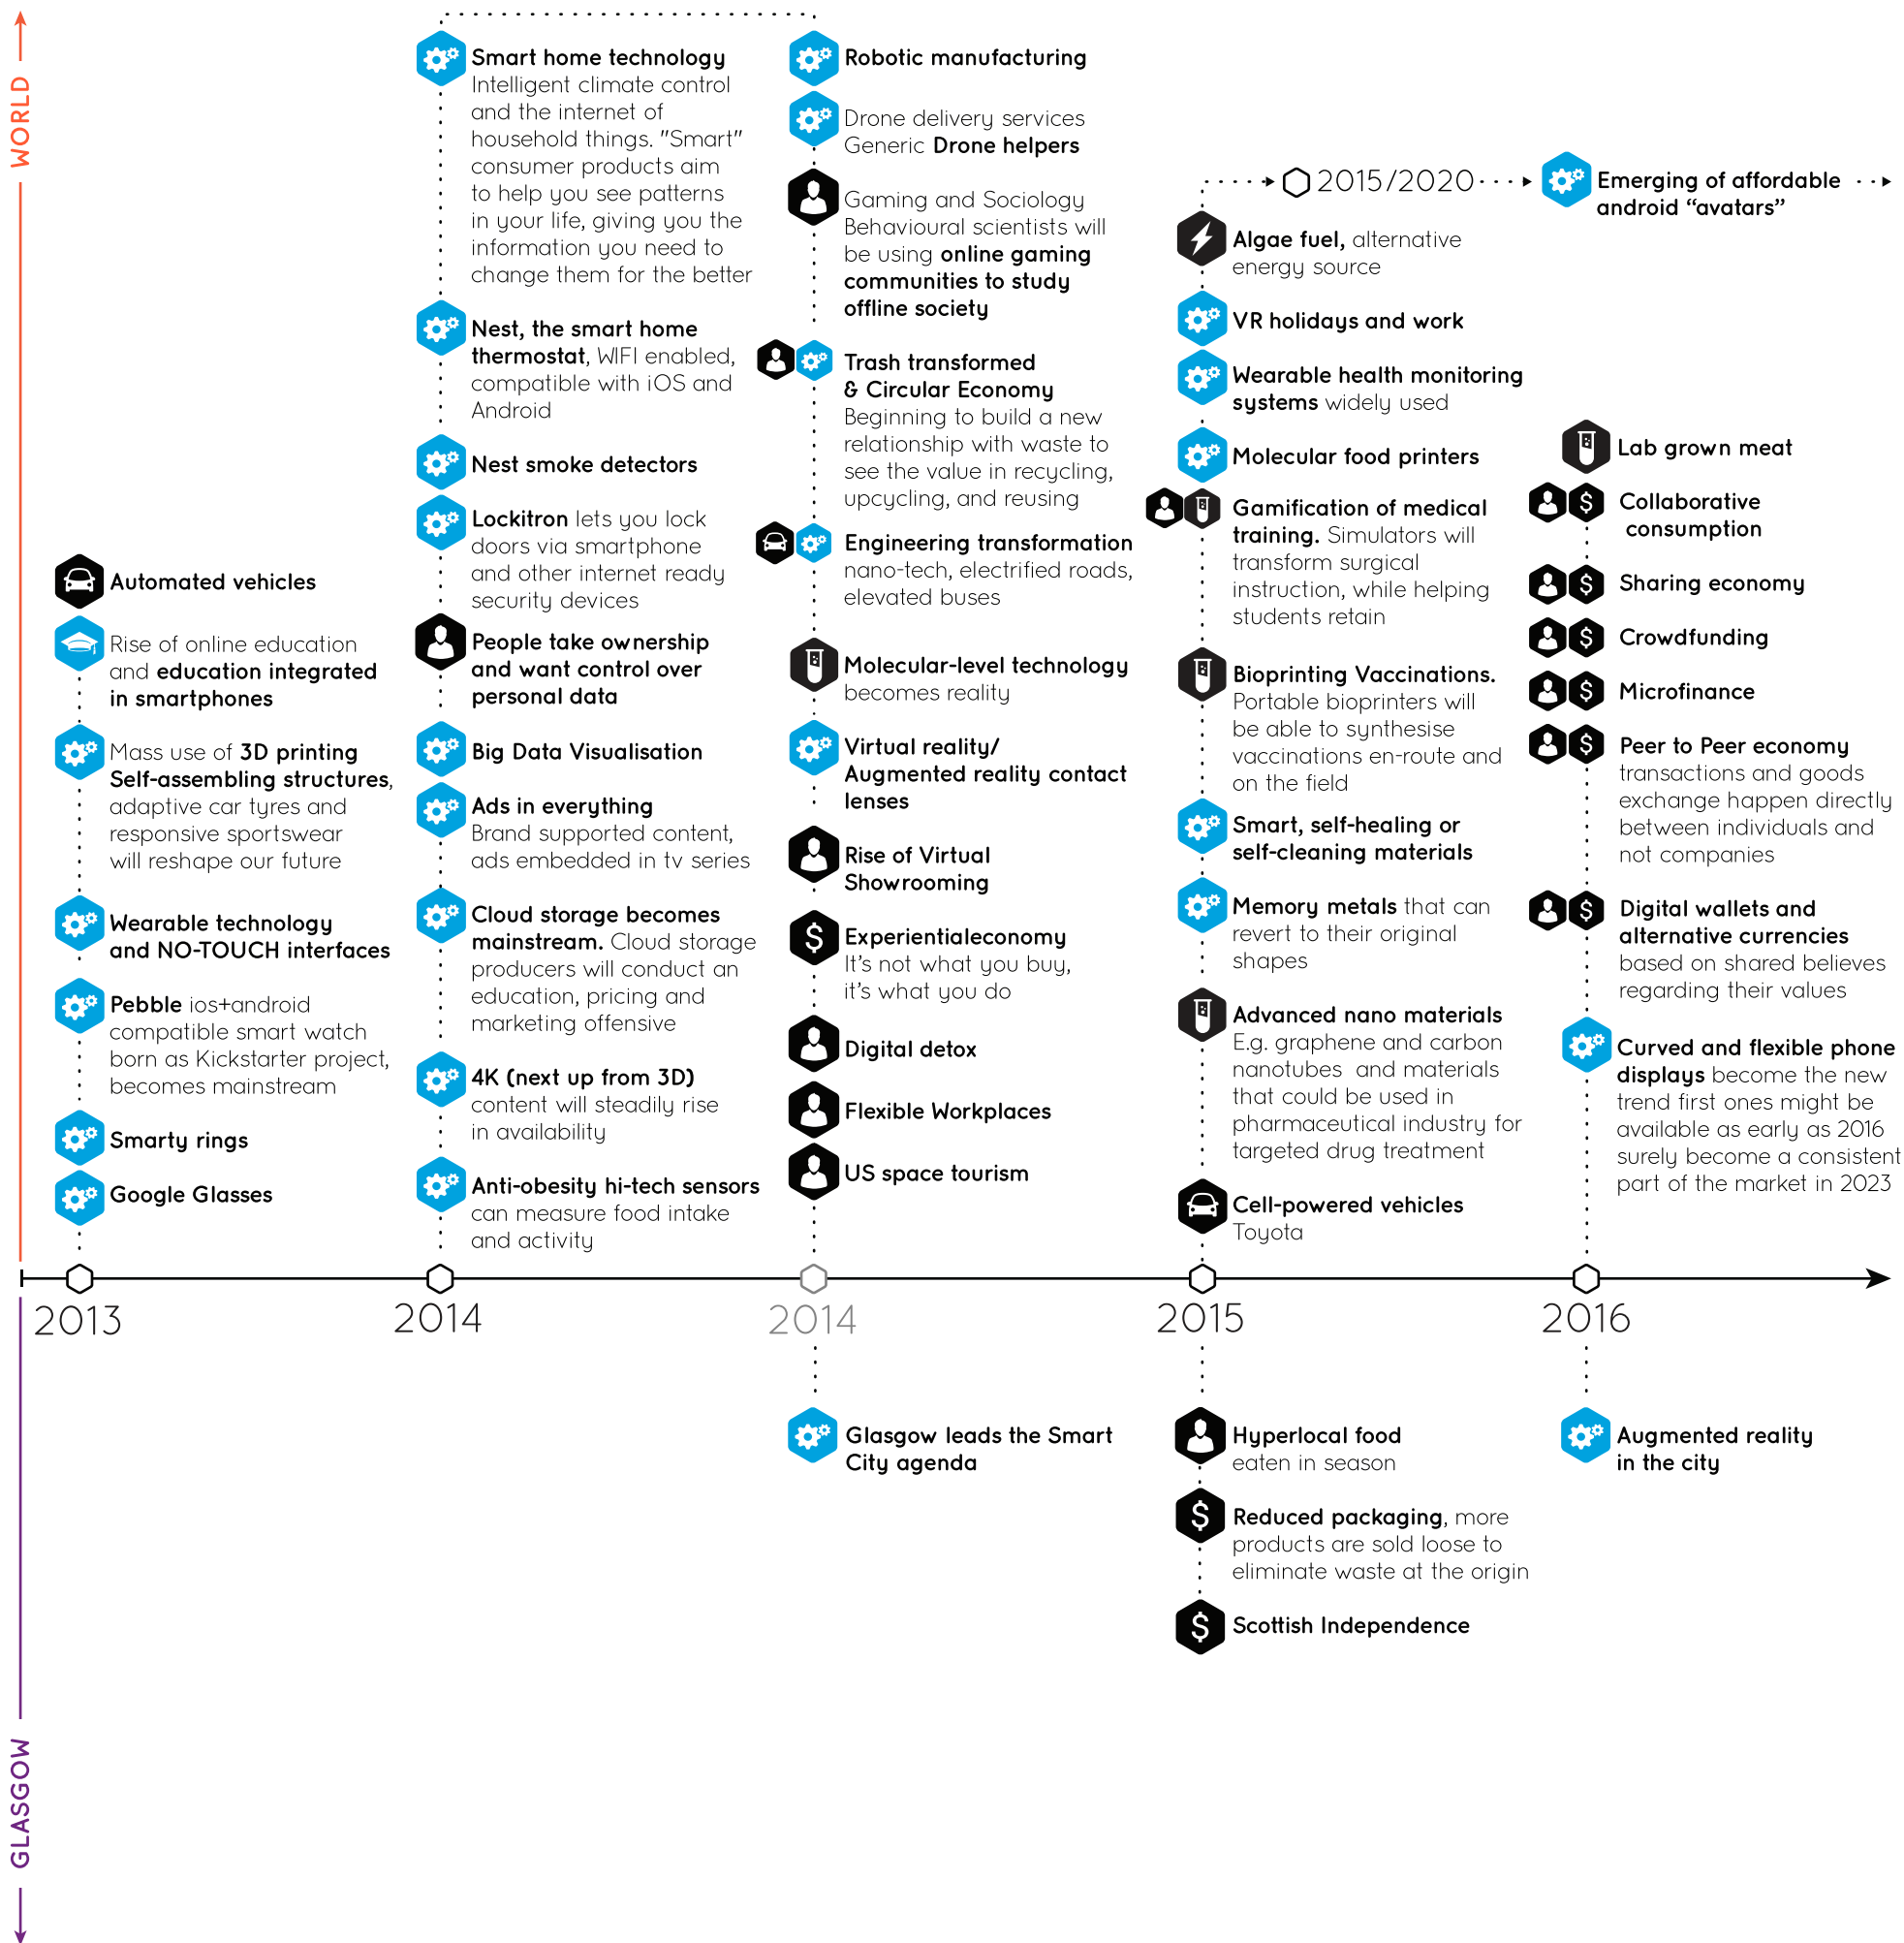 WORLD
Automated vehicles
Rise of online education
and education integrated
in smartphones
Mass use of 3D printing
Self-assembling structures,
adaptive car tyres and
responsive sportswear
will reshape our future
Wearable technology
and NO-TOUCH interfaces
Pebble ios+android
compatible smart watch
born as Kickstarter project,
becomes mainstream
Smarty rings
Google Glasses
2013
Smart home technology
Intelligent climate control
and the internet of
household things. "Smart"
consumer products aim
to help you see patterns
in your life, giving you the
information you need to
change them for the better
Nest, the smart home
thermostat, WIFI enabled,
compatible with iOS and
Android
Nest smoke detectors
Lockitron lets you lock
doors via smartphone
and other internet ready
security devices
People take ownership
and want control over
personal data
Big Data Visualisation
Ads in everything
Brand supported content,
ads embedded in tv series
Cloud storage becomes
mainstream. Cloud storage
producers will conduct an
education, pricing and
marketing offensive
4K (next up from 3D)
content will steadily rise
in availability
Anti-obesity hi-tech sensors
can measure food intake
and activity
2014
Robotic manufacturing
Drone delivery services
Generic Drone helpers
Gaming and Sociology
Behavioural scientists will
be using online gaming
communities to study
offline society
Trash transformed
& Circular Economy
Beginning to build a new
relationship with waste to
see the value in recycling,
upcycling, and reusing
Engineering transformation
nano-tech, electrified roads,
elevated buses
Molecular-level technology
becomes reality
Virtual reality/
Augmented reality contact
lenses
Rise of Virtual
Showrooming
$
Experientialeconomy
It's not what you buy,
it's what you do
Digital detox
Flexible Workplaces
US space tourism
2014
2015/2020
Emerging of affordable
android “avatars”
Algae fuel, alternative
energy source
VR holidays and work
Wearable health monitoring
systems widely used
Molecular food printers
Gamification of medical
training. Simulators will
transform surgical
instruction, while helping
students retain
Bioprinting Vaccinations.
Portable bioprinters will
be able to synthesise
vaccinations en-route and
on the field
Smart, self-healing or
self-cleaning materials
Memory metals that can
revert to their original
shapes
Advanced nano materials
E.g. graphene and carbon
nanotubes and materials
that could be used in
pharmaceutical industry for
targeted drug treatment
Cell-powered vehicles
Toyota
2015
Lab grown meat
$
Collaborative
consumption
$
Sharing economy
$
Crowdfunding
$
Microfinance
$
Peer to Peer economy
transactions and goods
exchange happen directly
between individuals and
not companies
$
Digital wallets and
alternative currencies
based on shared believes
regarding their values
Curved and flexible phone
displays become the new
trend first ones might be
available as early as 2016
surely become a consistent
part of the market in 2023
2016
GLASGOW
Glasgow leads the Smart
City agenda
Hyperlocal food
eaten in season
$
Reduced packaging, more
products are sold loose to
eliminate waste at the origin
$
Scottish Independence
Augmented reality
in the city